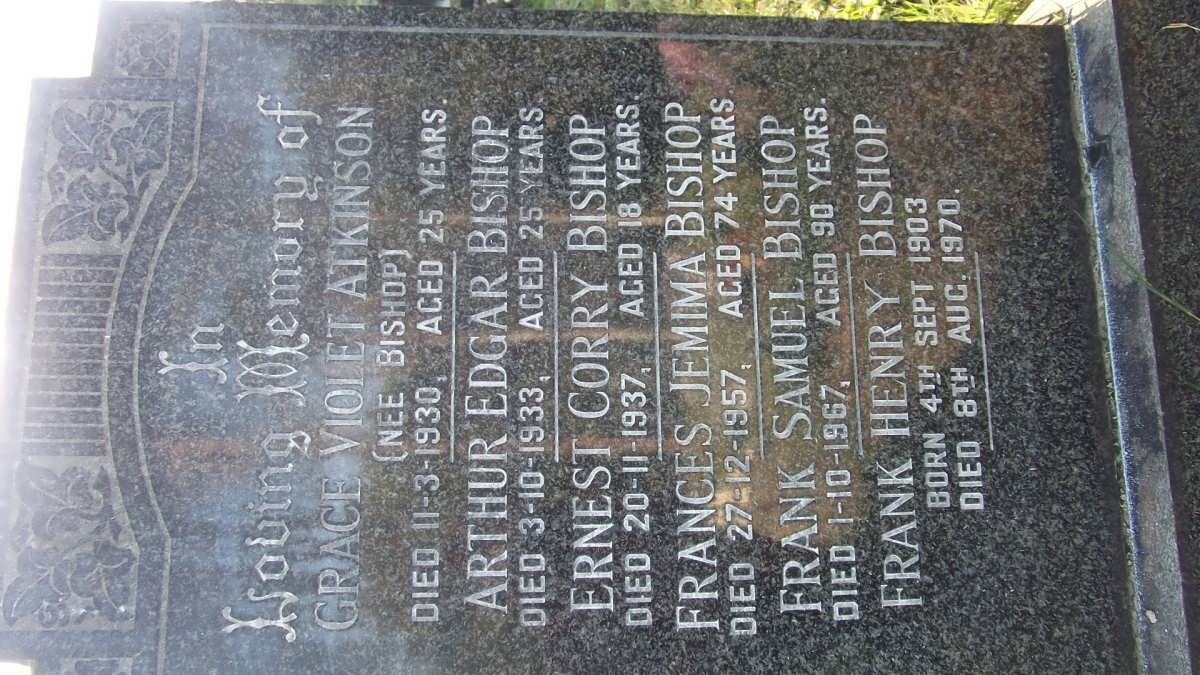 In
Loving Memory of
GRACE VIOLET ATKINSON
(NEE BISHOP)
DIED 11-3-1930, AGED 25 YEARS.
ARTHUR EDGAR BISHOP
DIED 3-10-1933, AGED 25 YEARS.
ERNEST CORRY BISHOP
DIED 20-11-1937, AGED 18 YEARS.
FRANCES JEMIMA BISHOP
DIED 27-12-1957, AGED 74 YEARS
FRANK SAMUEL BISHOP
DIED 1-10-1967, AGED 90 YEARS.
FRANK HENRY BISHOP
BORN 4TH SEPT 1903
DIED 8TH AUG. 1970.